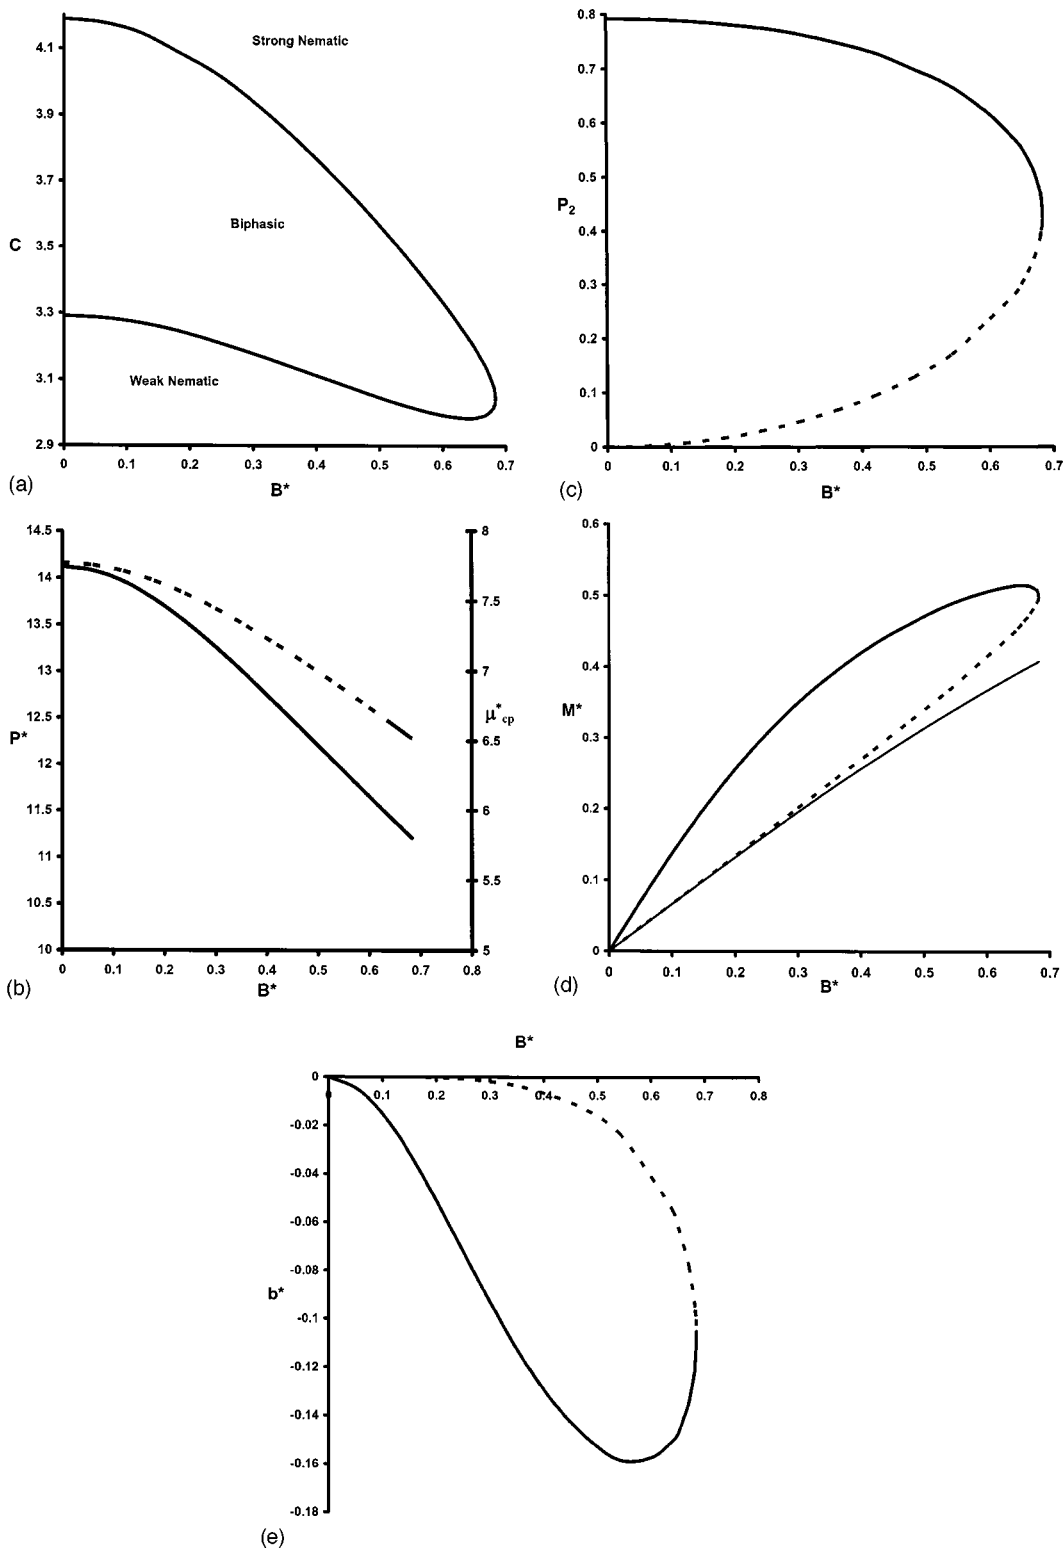 4.1
3.9
3.7
3.5
3.3
3.1
2.9
C
Strong Nematic
Biphasic
Weak Nematic
0 0.1 0.2 0.3 0.4 0.5 0.6 0.7
B*
(a)
0.8
0.7
0.6
0.5
0.4
0.3
0.2
0.1
0
P2
0 0.1 0.2 0.3 0.4 0.5 0.6 0.7
B*
(c)
14.5
14
13.5
13
12.5
12
11.5
11
10.5
10
P*
8
7.5
7
6.5
6
5.5
5
μ*cp
0 0.1 0.2 0.3 0.4 0.5 0.6 0.7 0.8
B*
(b)
0.6
0.5
0.4
0.3
0.2
0.1
0
M*
0 0.1 0.2 0.3 0.4 0.5 0.6 0.7
B*
(d)
B*
0
-0.02
-0.04
-0.06
-0.08
-0.1
-0.12
-0.14
-0.16
-0.18
0 0.1 0.2 0.3 0.4 0.5 0.6 0.7 0.8
b*
(e)